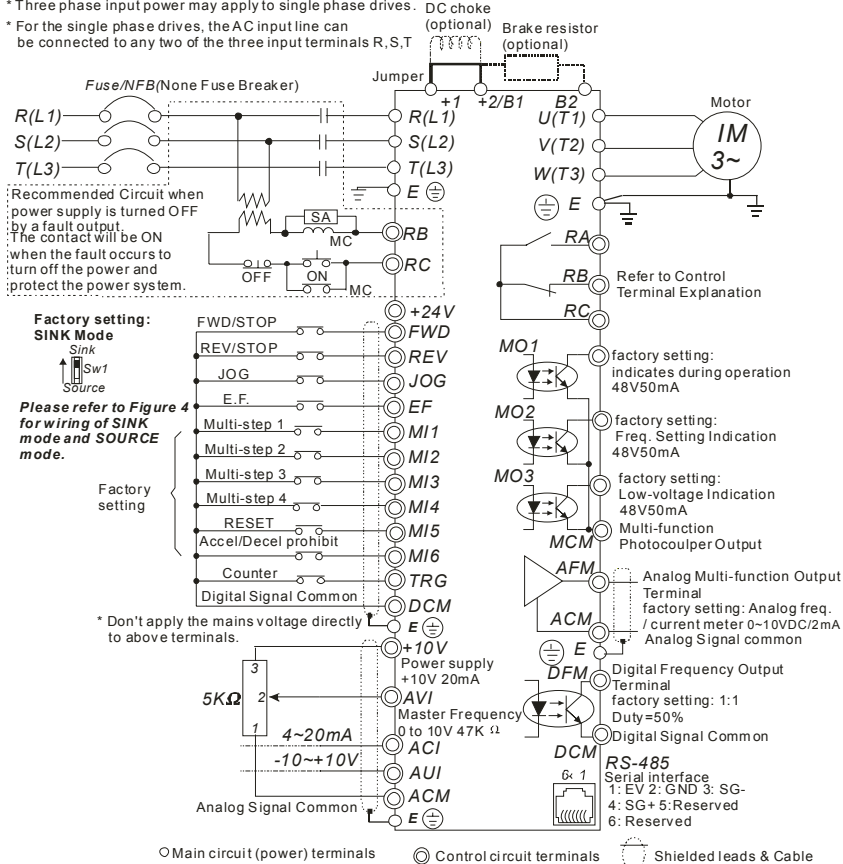 * Three phase input power may apply to single phase drives.
* For the single phase drives, the AC input line can
be connected to any two of the three input terminals R,S,T
DC choke
(optional)
Brake resistor
(optional)
Jumper
Fuse/NFB(None Fuse Breaker)
+1
+2/B1
B2
R(L1)
R(L1)
U(T1)
Motor
S(L2)
S(L2)
V(T2)
IM
3~
T(L3)
T(L3)
W(T3)
E
E
Recommended Circuit when
power supply is turned OFF
by a fault output.
The contact will be ON
when the fault occurs to
turn off the power and
protect the power system.
SA
MC
RB
OFF
ON
MC
RC
RA
RB
RC
Refer to Control
Terminal Explanation
+24V
Factory setting:
SINK Mode
Sink
Sw1
Source
Please refer to Figure 4
for wiring of SINK
mode and SOURCE
mode.
FWD/STOP
FWD
REV/STOP
REV
JOG
JOG
E.F.
EF
Multi-step 1
MI1
Multi-step 2
MI2
Multi-step 3
MI3
Multi-step 4
MI4
RESET
MI5
Accel/Decel prohibit
MI6
Counter
TRG
Digital Signal Common
DCM
E
Factory
setting
* Don't apply the mains voltage directly
to above terminals.
MO1
factory setting:
indicates during operation
48V50mA
MO2
factory setting:
Freq. Setting Indication
48V50mA
MO3
factory setting:
Low-voltage Indication
48V50mA
MCM
Multi-function
Photocoulper Output
AFM
Analog Multi-function Output
Terminal
factory setting: Analog freq.
/ current meter 0~10VDC/2mA
ACM
Analog Signal common
E
+10V
Power supply
+10V 20mA
3
2
1
5KΩ
AVI
Master Frequency
0 to 10V 47K Ω
4~20mA
ACI
-10~+10V
AUI
Analog Signal Common
ACM
E
DFM
Digital Frequency Output
Terminal
factory setting: 1:1
Duty=50%
DCM
Digital Signal Common
RS-485
Serial interface
6← 1
1: EV 2: GND 3: SG-
4: SG+ 5:Reserved
6: Reserved
Main circuit (power) terminals
Control circuit terminals
Shielded leads & Cable